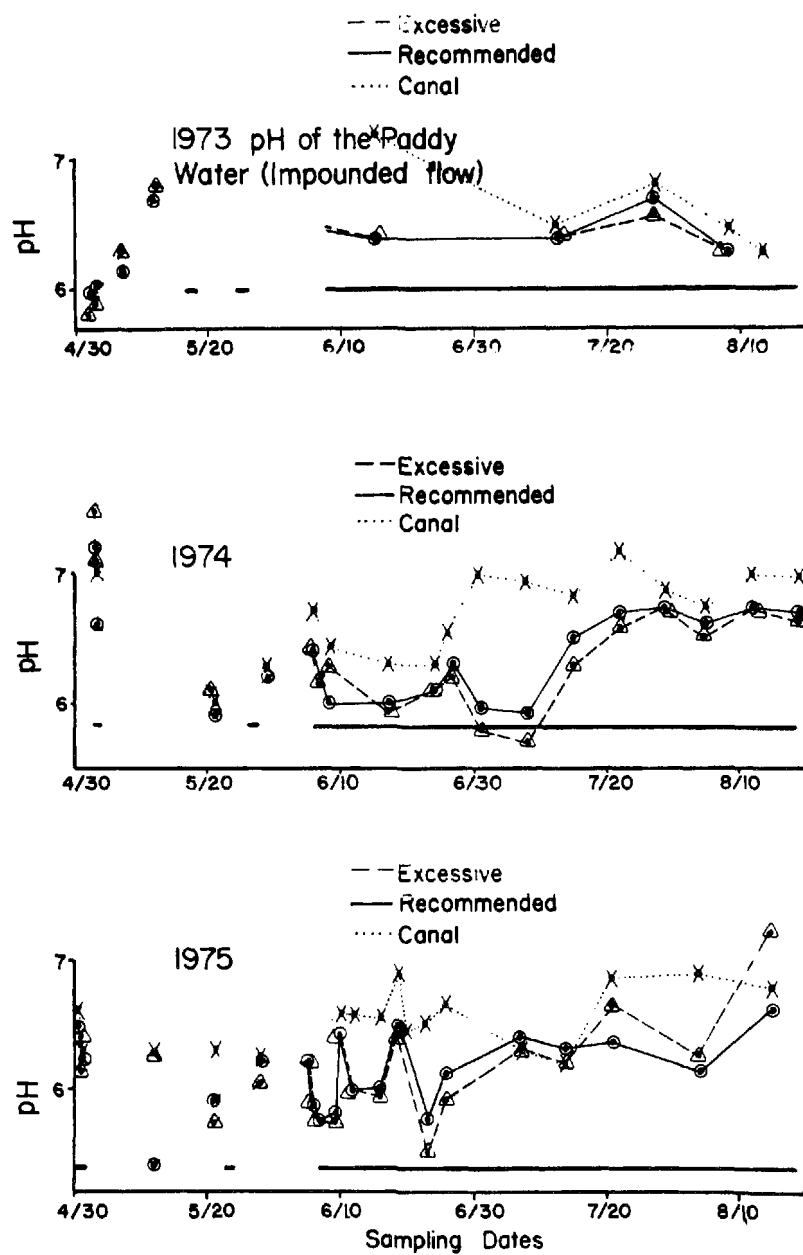 Excessive
Recommended
Canal
1973 pH of the Paddy
Water (Impounded flow)
7
pH
6
4/30 5/20 6/10 6/30 7/20 8/10
Excessive
Recommended
Canal
1974
7
pH
6
4/30 5/20 6/10 6/30 7/20 8/10
Excessive
Recommended
Canal
1975
7
pH
6
4/30 5/20 6/10 6/30 7/20 8/10
Sampling Dates